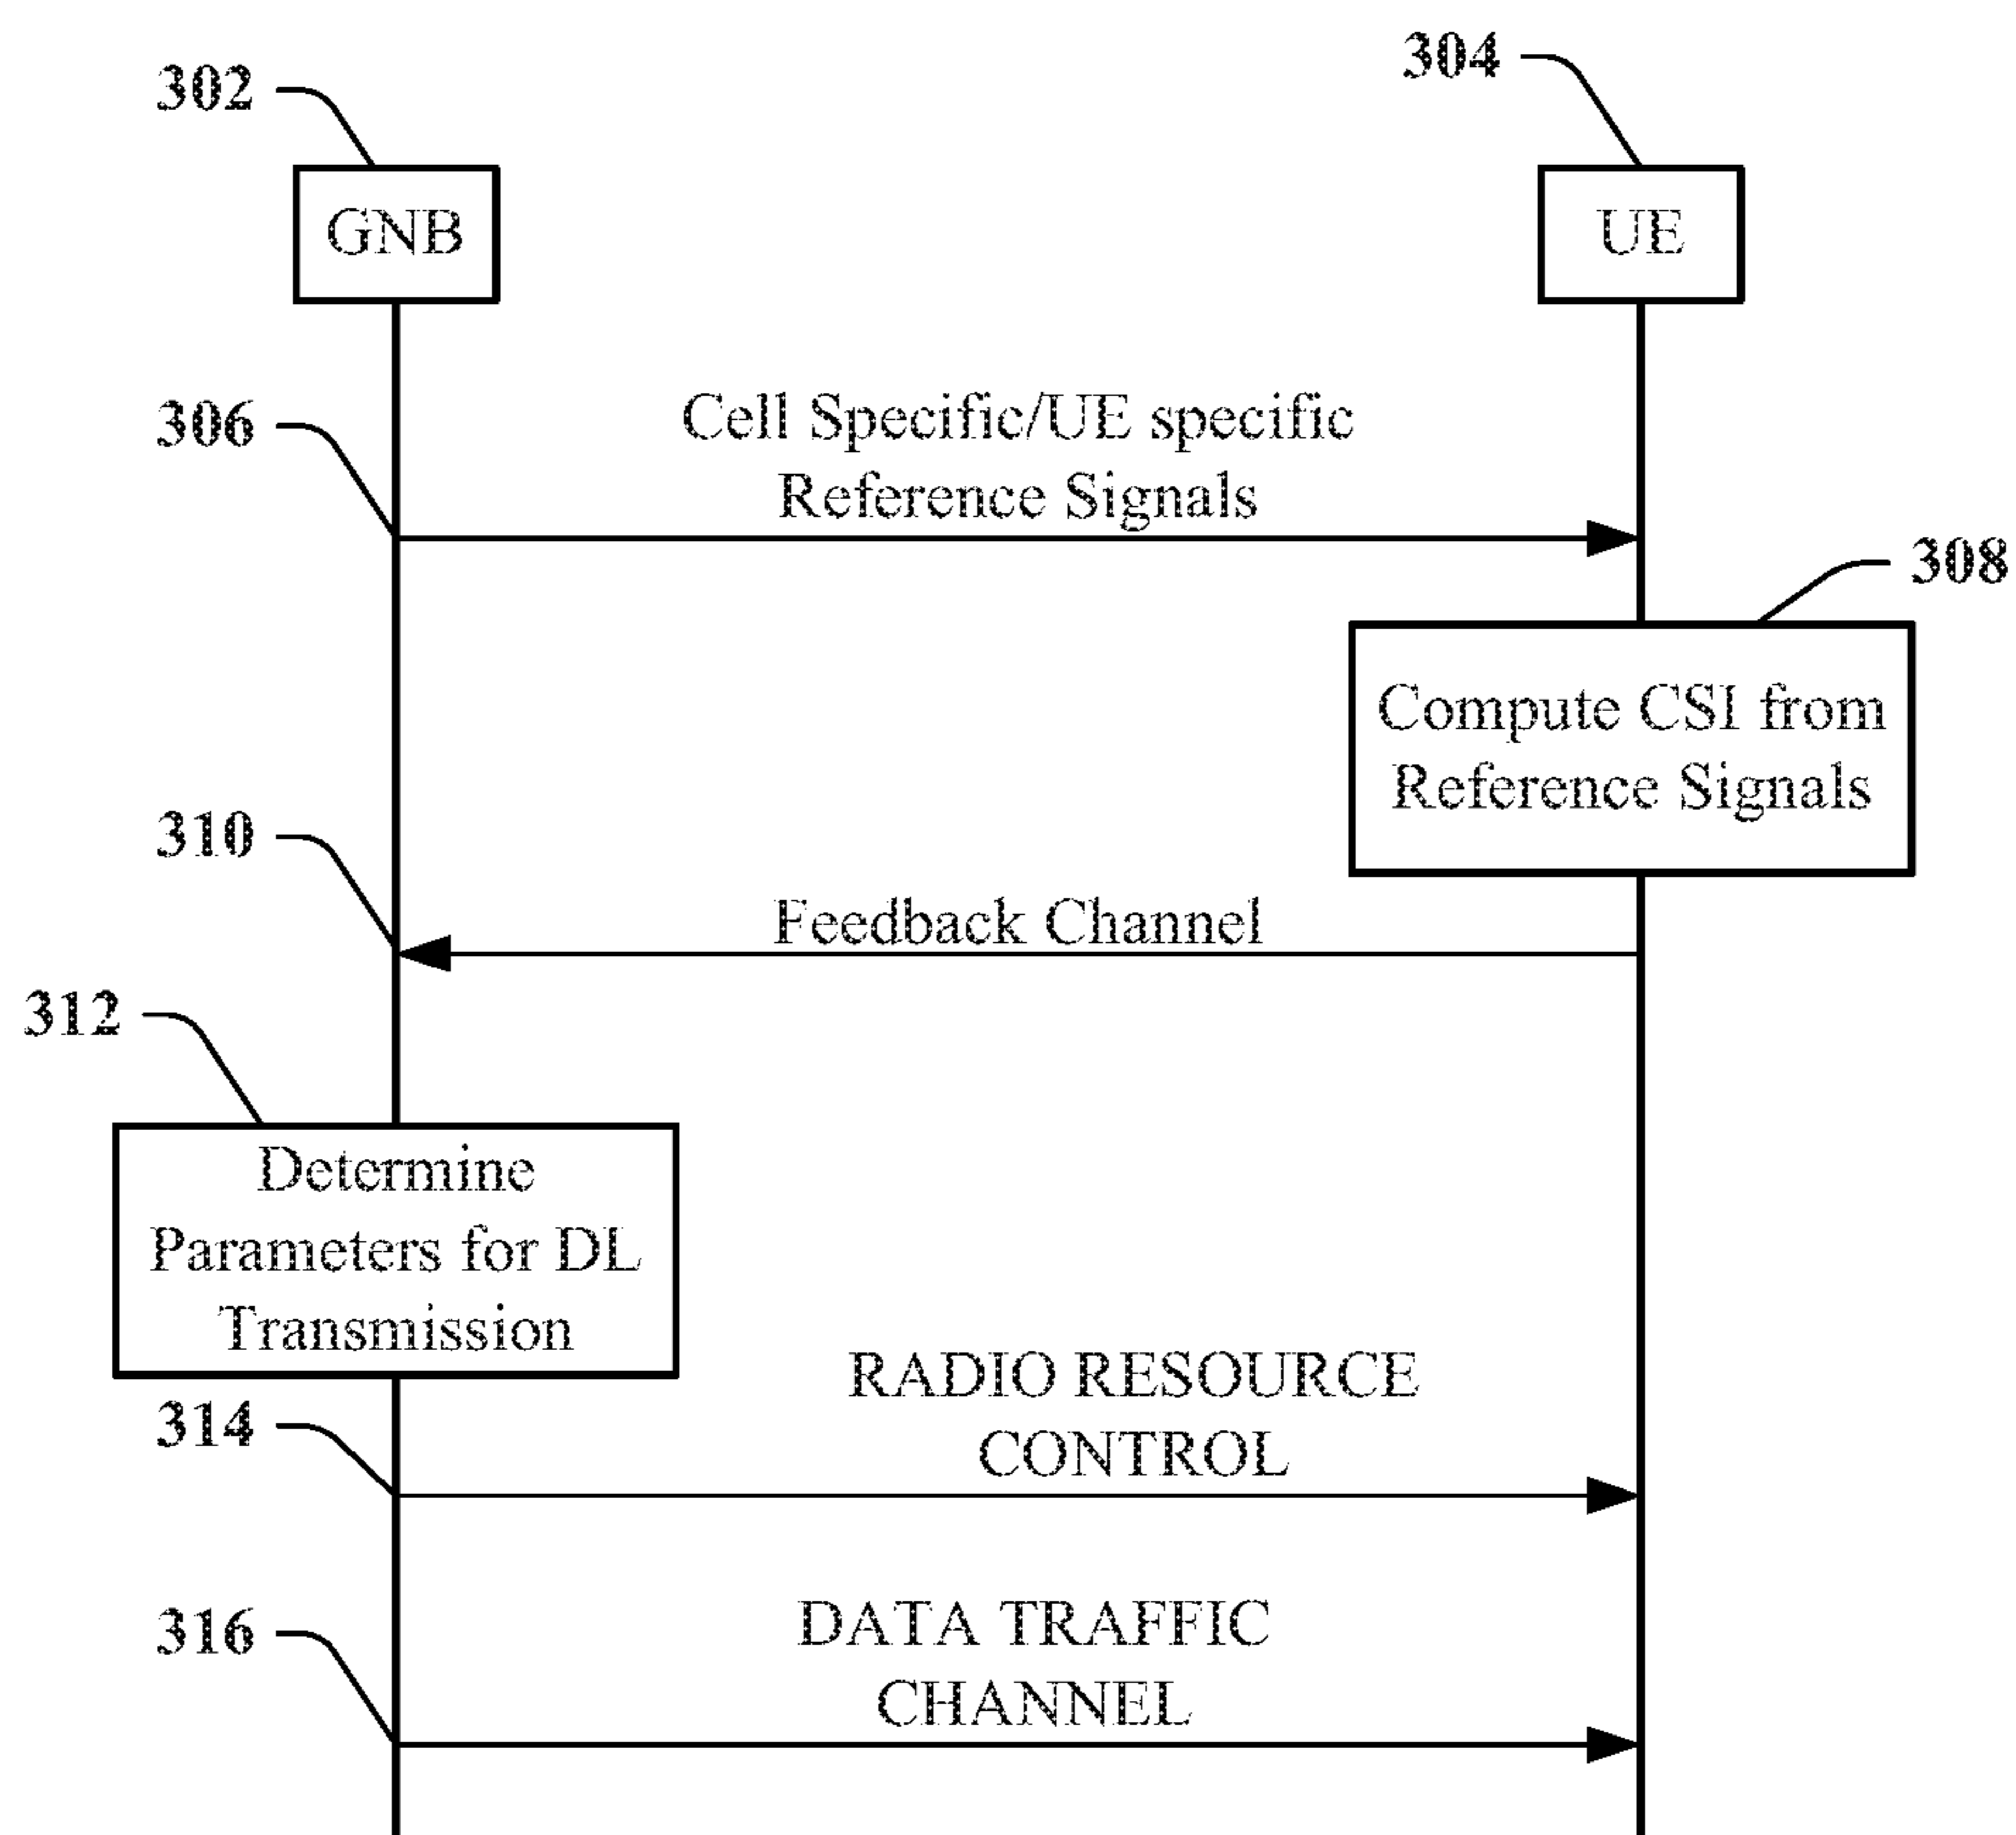 302
304
GNB
UE
306
Cell Specific/UE specific
Reference Signals
308
Compute CSI from
Reference Signals
310
Feedback Channel
312
Determine
Parameters for DL
Transmission
RADIO RESOURCE
CONTROL
314
DATA TRAFFIC
CHANNEL
316